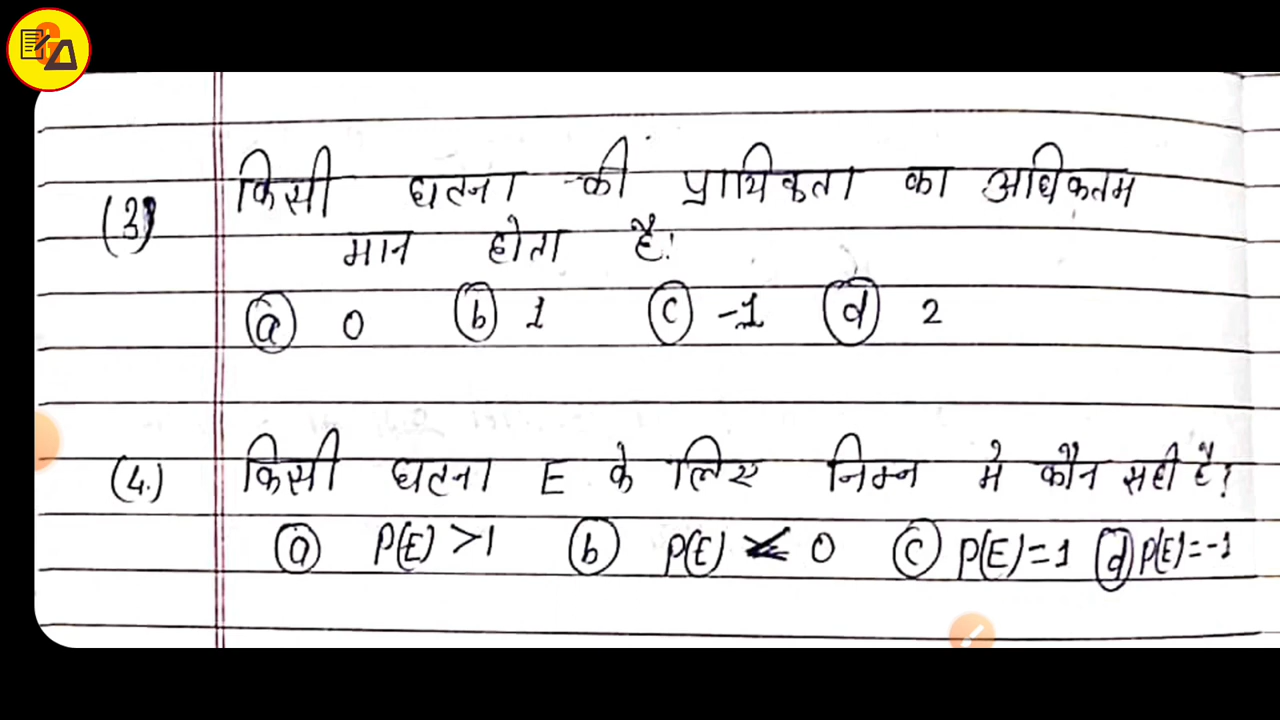 (3) किसी घटना की प्रायिकता का अधिकतम
मान होता है।
(a) 0 (b) 1 (c) -1 (d) 2
(4.) किसी घटना E के लिए निम्न मे कौन सही है?
(a) P(E) >1 (b) P(E) < 0 (c) P(E)=1 (d) P(E)=-1